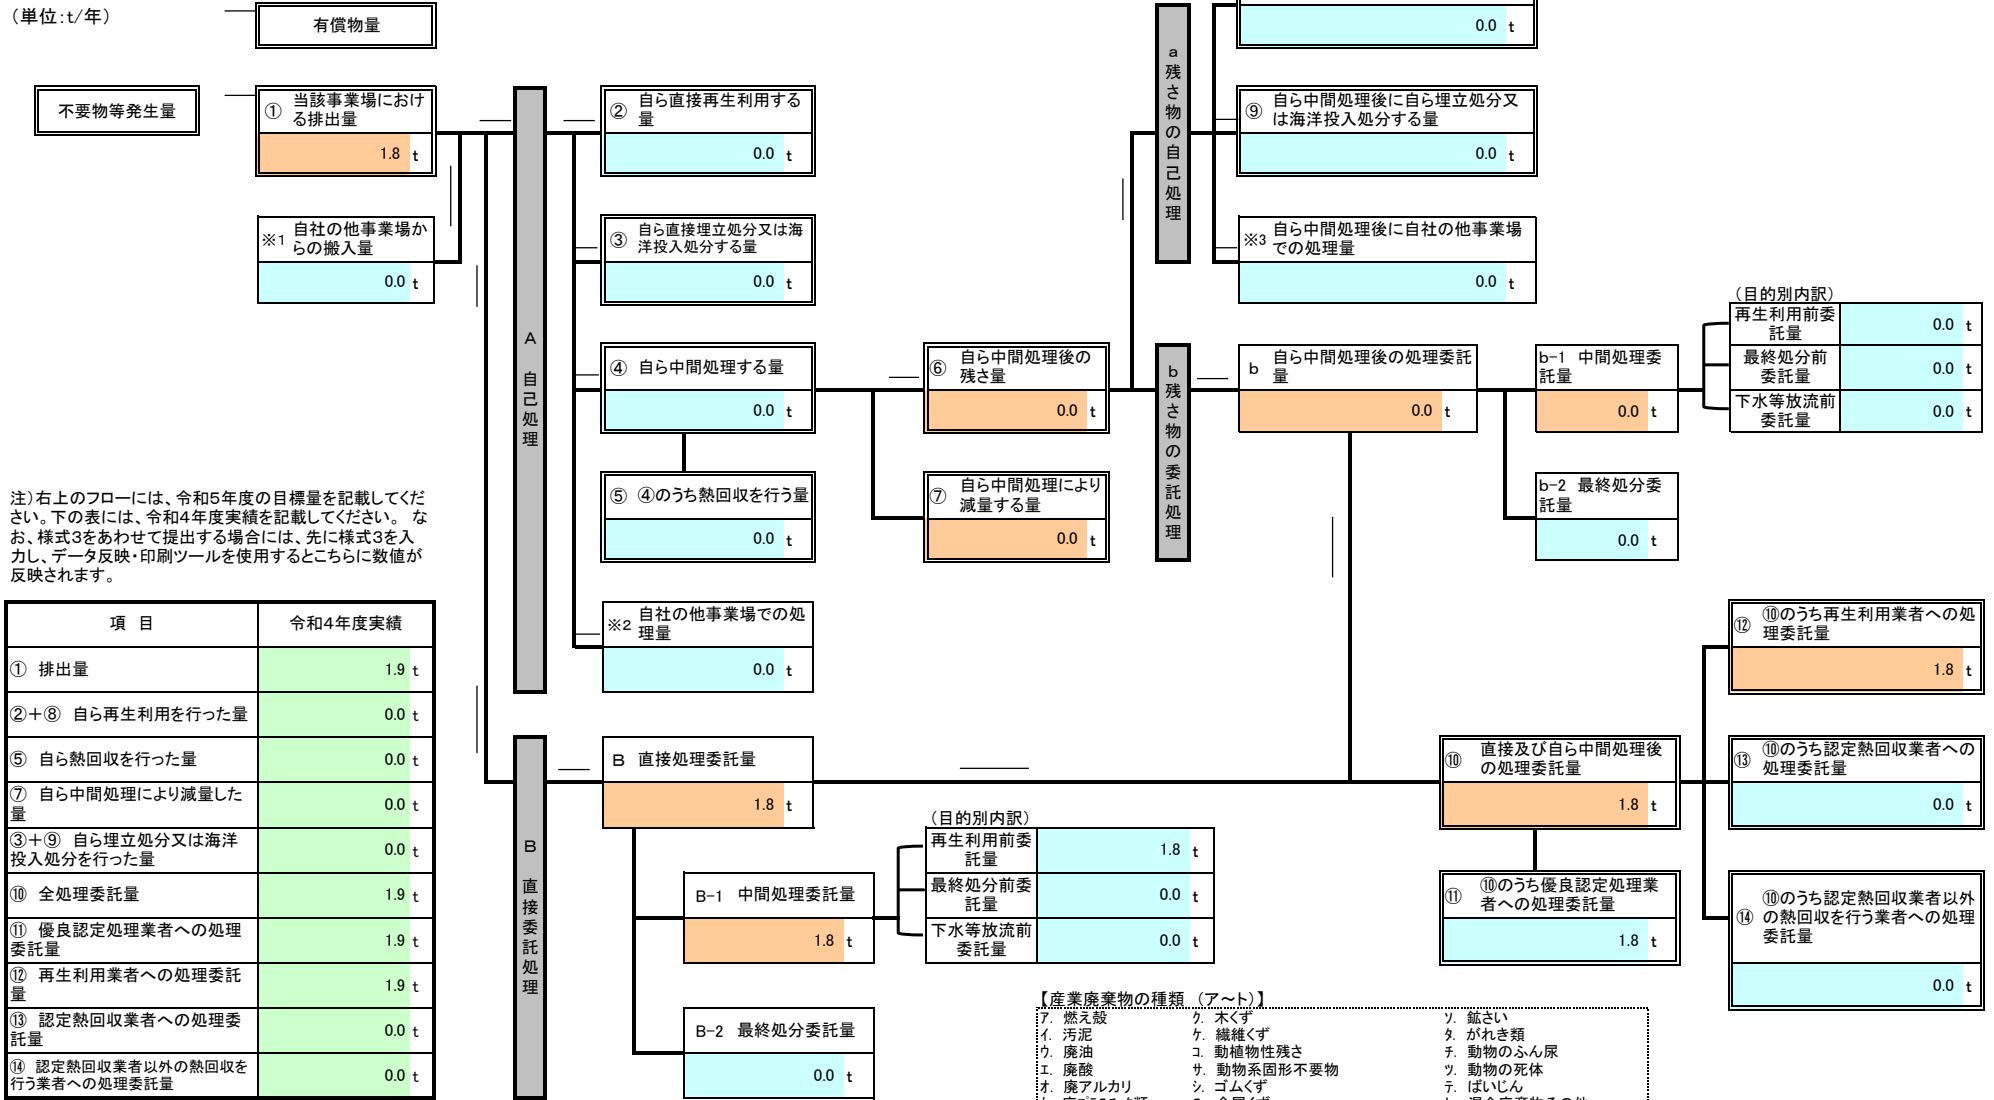 （単位:t/年）
有償物量
不要物等発生量
① 当該事業場におけ
る排出量
1.8 t
※1 自社の他事業場か
らの搬入量
0.0 t
A 自己処理
② 自ら直接再生利用する
量
0.0 t
③ 自ら直接埋立処分又は海
洋投入処分する量
0.0 t
④ 自ら中間処理する量
0.0 t
⑤ ④のうち熱回収を行う量
0.0 t
※2 自社の他事業場での処
理量
0.0 t
⑥ 自ら中間処理後の
残さ量
0.0 t
⑦ 自ら中間処理により
減量する量
0.0 t
a 残さ物の自己処理
0.0 t
⑨ 自ら中間処理後に自ら埋立処分又
は海洋投入処分する量
0.0 t
※3 自ら中間処理後に自社の他事業場
での処理量
0.0 t
b 残さ物の委託処理
b 自ら中間処理後の処理委託
量
0.0 t
b-1 中間処理委
託量
0.0 t
（目的別内訳）
再生利用前委
託量
0.0 t
最終処分前
委託量
0.0 t
下水等放流前
委託量
0.0 t
b-2 最終処分委
託量
0.0 t
注）右上のフローには、令和5年度の目標量を記載してくだ
さい。下の表には、令和4年度実績を記載してください。 な
お、様式3をあわせて提出する場合には、先に様式3を入
力し、データ反映・印刷ツールを使用するとこちらに数値が
反映されます。
項 目 令和4年度実績
① 排出量 1.9 t
②＋⑧ 自ら再生利用を行った量 0.0 t
⑤ 自ら熱回収を行った量 0.0 t
⑦ 自ら中間処理により減量した
量 0.0 t
③＋⑨ 自ら埋立処分又は海洋
投入処分を行った量 0.0 t
⑩ 全処理委託量 1.9 t
⑪ 優良認定処理業者への処理
委託量 1.9 t
⑫ 再生利用業者への処理委託
量 1.9 t
⑬ 認定熱回収業者への処理委
託量 0.0 t
⑭ 認定熱回収業者以外の熱回収を
行う業者への処理委託量 0.0 t
B 直接委託処理
B 直接処理委託量
1.8 t
B-1 中間処理委託量
1.8 t
（目的別内訳）
再生利用前委
託量
1.8 t
最終処分前委
託量
0.0 t
下水等放流前
委託量
0.0 t
B-2 最終処分委託量
0.0 t
⑩ 直接及び自ら中間処理後
の処理委託量
1.8 t
⑪ ⑩のうち優良認定処理業
者への処理委託量
1.8 t
⑫ ⑩のうち再生利用業者への処
理委託量
1.8 t
⑬ ⑩のうち認定熱回収業者への
処理委託量
0.0 t
⑭ ⑩のうち認定熱回収業者以外
の熱回収を行う業者への処理
委託量
0.0 t
【産業廃棄物の種類 （ア～ト）】
ｱ. 燃え殻 ｸ. 木くず ｿ. 鉱さい
ｲ. 汚泥 ｹ. 繊維くず ﾀ. がれき類
ｳ. 廃油 ｺ. 動植物性残さ ﾁ. 動物のふん尿
ｴ. 廃酸 ｻ. 動物系固形不要物 ﾂ. 動物の死体
ｵ. 廃アルカリ ｼ. ゴムくず ﾃ. ばいじん